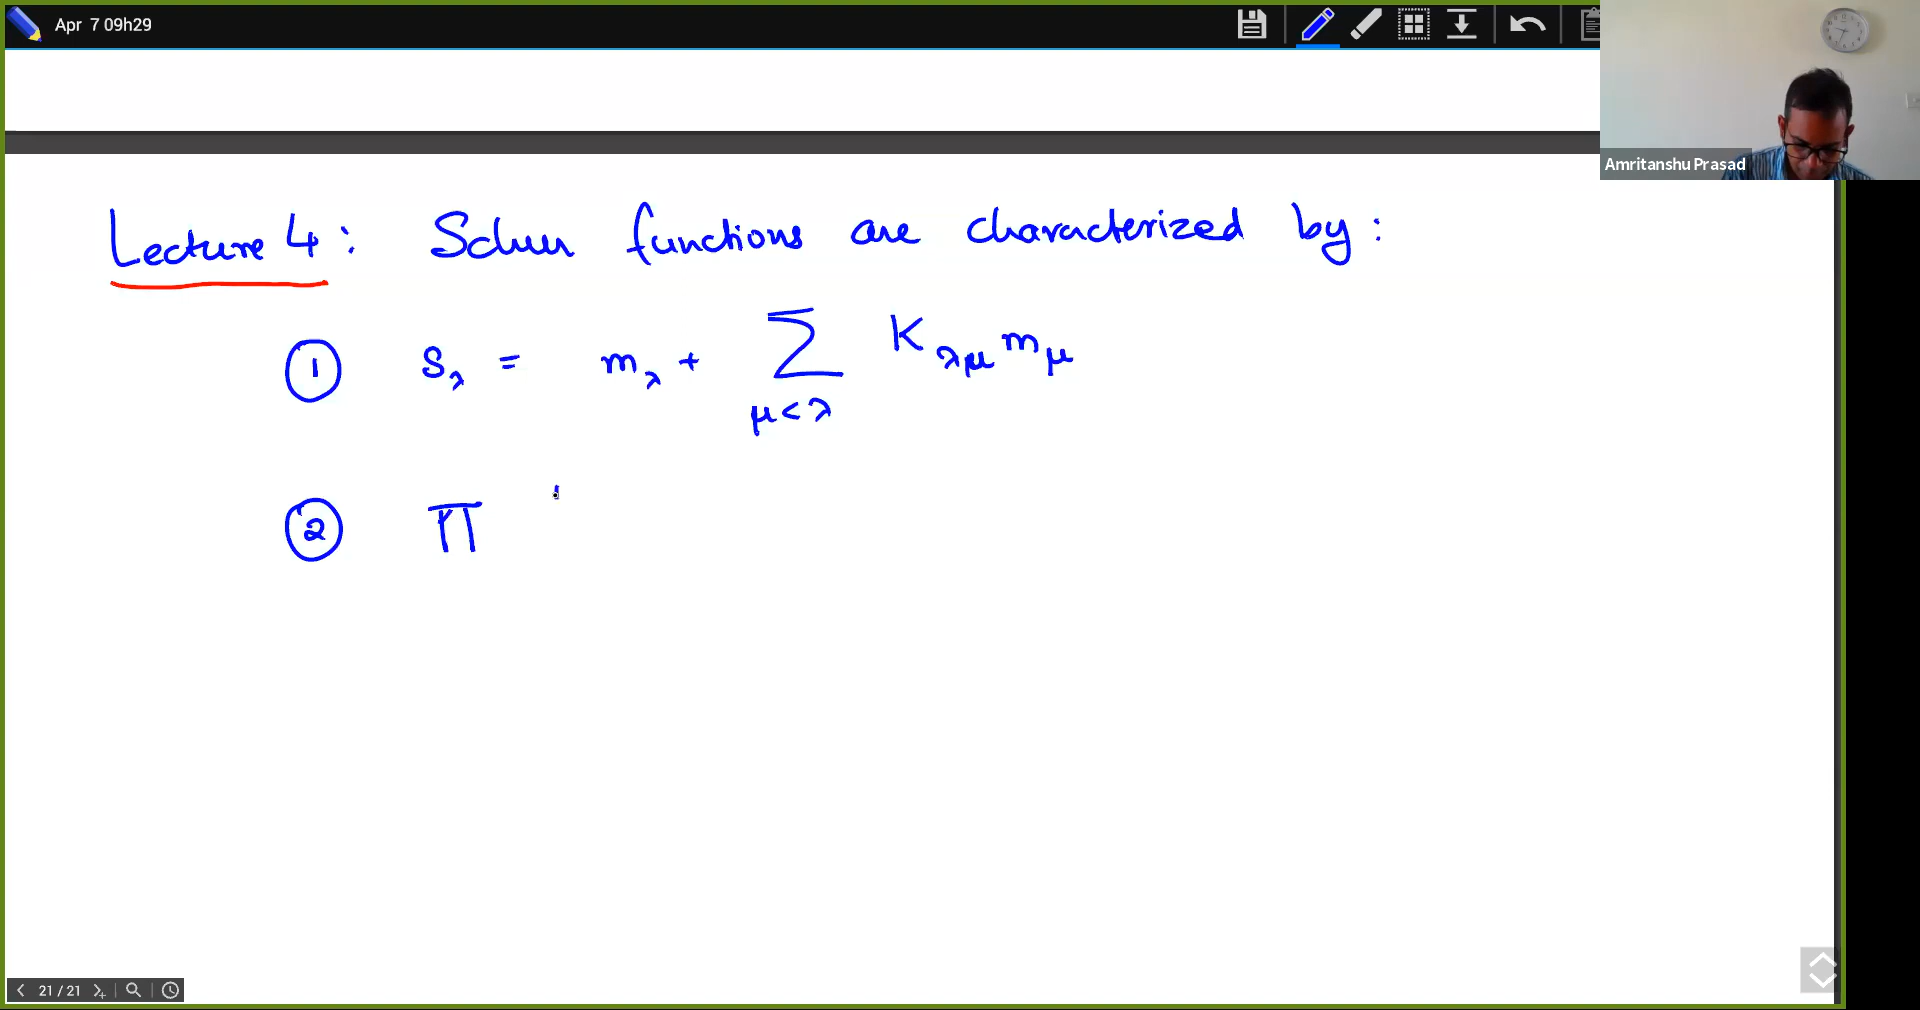 Apr 7 09h29
Amritanshu Prasad
Lecture 4: Schur functions are characterized by:
① s_λ = m_λ + ∑_{μ<λ} K_{λμ} m_μ
② ∏
21 / 21